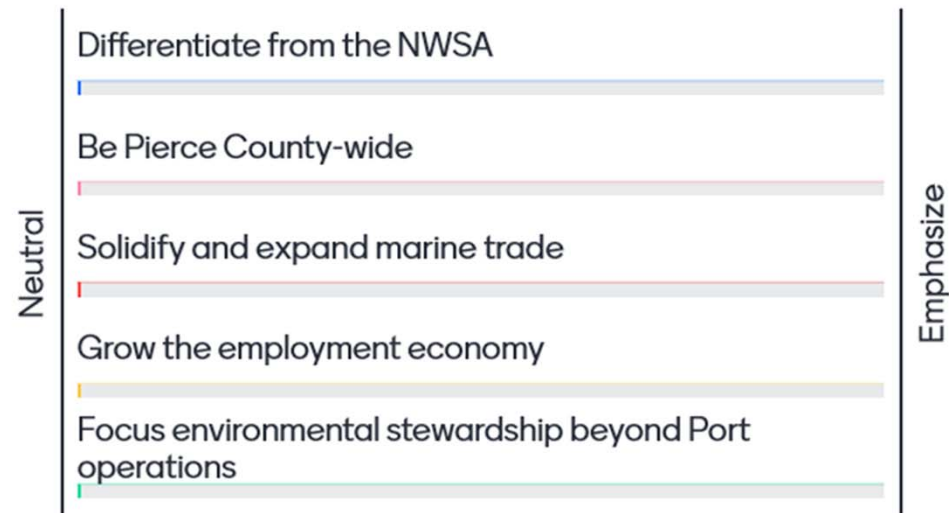 Differentiate from the NWSA
Be Pierce County-wide
Neutral
Solidify and expand marine trade
Emphasize
Grow the employment economy
Focus environmental stewardship beyond Port
operations